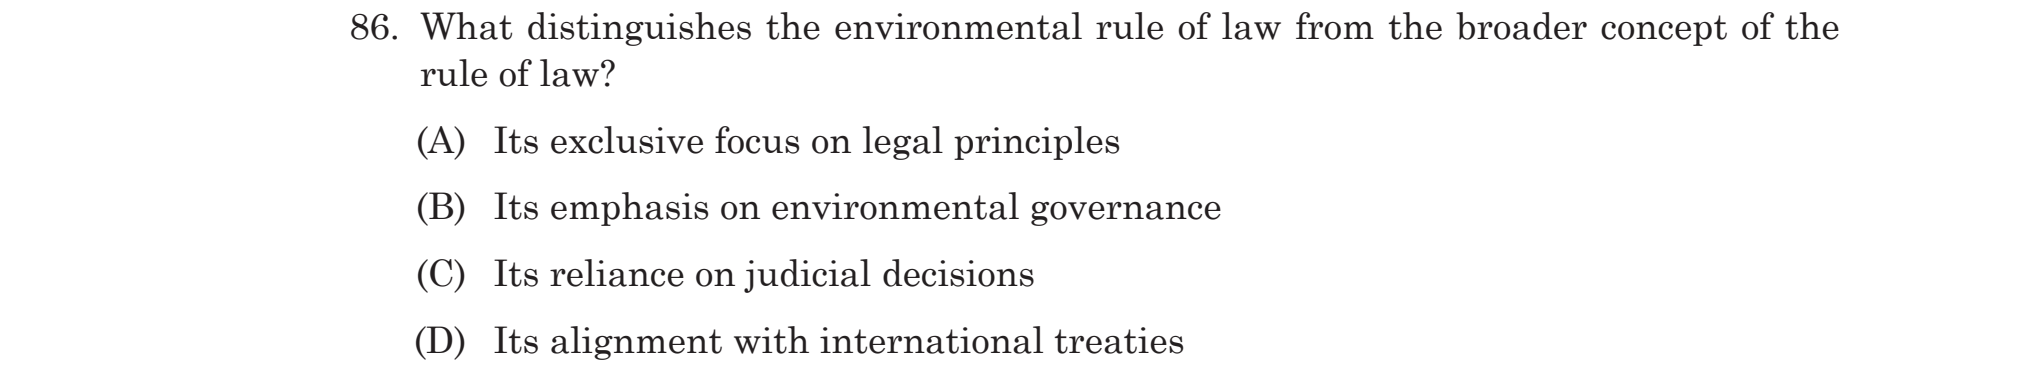 86. What distinguishes the environmental rule of law from the broader concept of the
rule of law?
(A) Its exclusive focus on legal principles
(B) Its emphasis on environmental governance
(C) Its reliance on judicial decisions
(D) Its alignment with international treaties